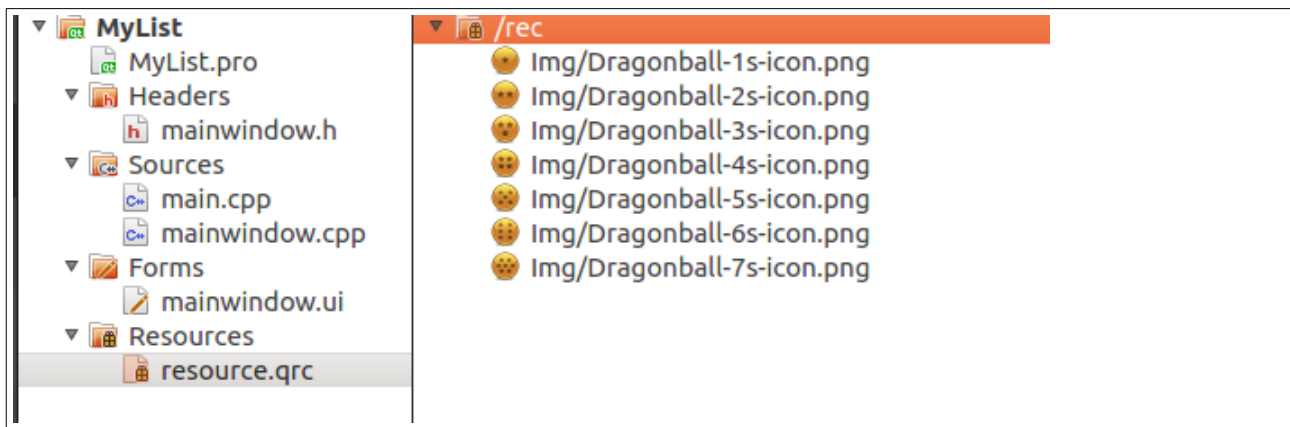 MyList
MyList.pro
Headers
mainwindow.h
Sources
main.cpp
mainwindow.cpp
Forms
mainwindow.ui
Resources
resource.qrc
/rec
Img/Dragonball-1s-icon.png
Img/Dragonball-2s-icon.png
Img/Dragonball-3s-icon.png
Img/Dragonball-4s-icon.png
Img/Dragonball-5s-icon.png
Img/Dragonball-6s-icon.png
Img/Dragonball-7s-icon.png